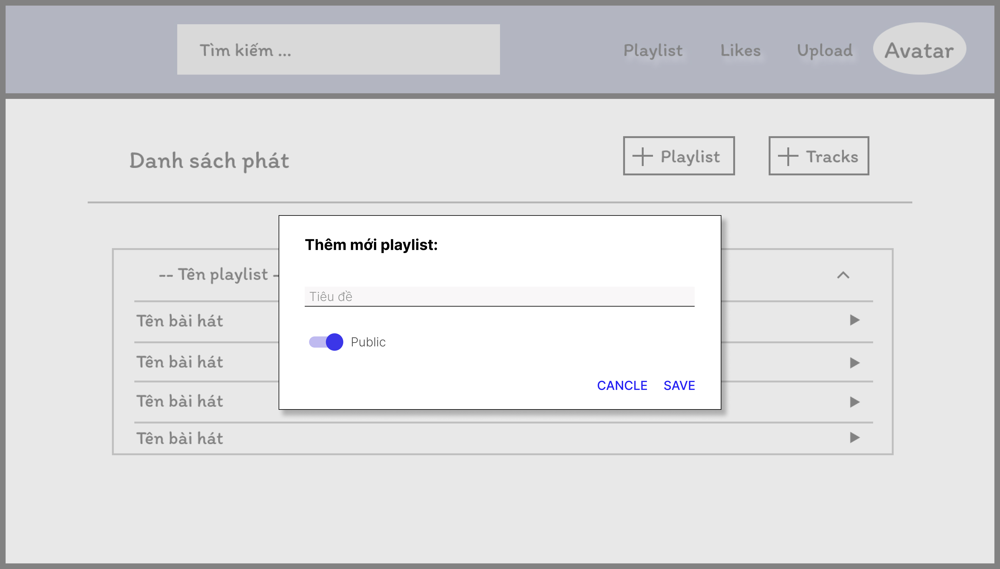 Tìm kiếm ...
Playlist Likes Upload Avatar
Danh sách phát
Playlist
Tracks
-- Tên playlist -
Thêm mới playlist:
Tiêu đề
Public
CANCLE SAVE
Tên bài hát
Tên bài hát
Tên bài hát
Tên bài hát